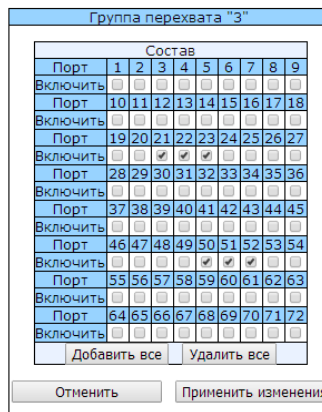 Группа перехвата "3"
Состав
Порт 1 2 3 4 5 6 7 8 9
Включить
Порт 10 11 12 13 14 15 16 17 18
Включить
Порт 19 20 21 22 23 24 25 26 27
Включить
Порт 28 29 30 31 32 33 34 35 36
Включить
Порт 37 38 39 40 41 42 43 44 45
Включить
Порт 46 47 48 49 50 51 52 53 54
Включить
Порт 55 56 57 58 59 60 61 62 63
Включить
Порт 64 65 66 67 68 69 70 71 72
Включить
Добавить все Удалить все
Отменить Применить изменения